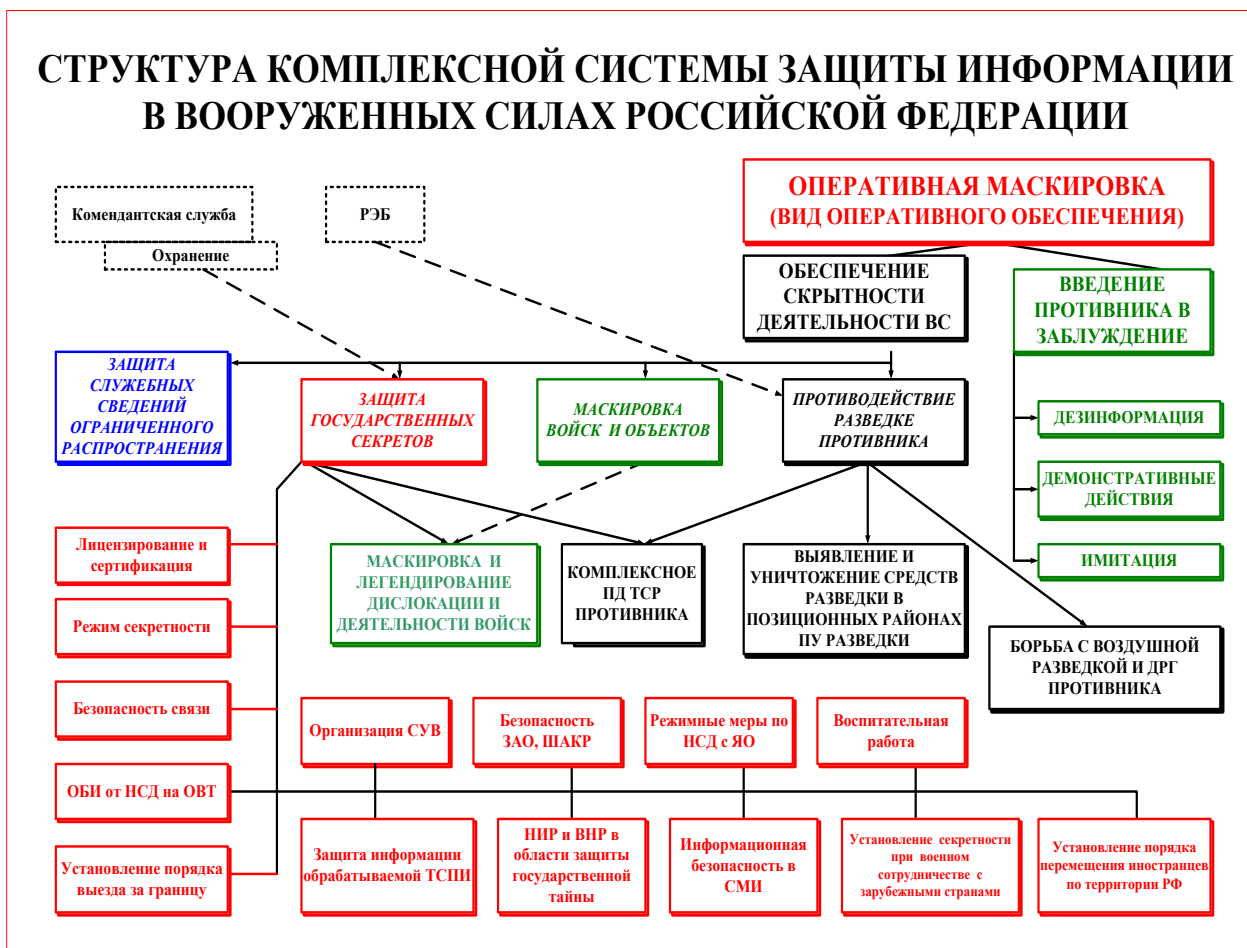 СТРУКТУРА КОМПЛЕКСНОЙ СИСТЕМЫ ЗАЩИТЫ ИНФОРМАЦИИ
В ВООРУЖЕННЫХ СИЛАХ РОССИЙСКОЙ ФЕДЕРАЦИИ
Комендантская служба
Охранение
РЭБ
ОПЕРАТИВНАЯ МАСКИРОВКА
(ВИД ОПЕРАТИВНОГО ОБЕСПЕЧЕНИЯ)
ОБЕСПЕЧЕНИЕ
СКРЫТНОСТИ
ДЕЯТЕЛЬНОСТИ ВС
ВВЕДЕНИЕ
ПРОТИВНИКА В
ЗАБЛУЖДЕНИЕ
ЗАЩИТА
СЛУЖЕБНЫХ
СВЕДЕНИЙ
ОГРАНИЧЕННОГО
РАСПРОСТРАНЕНИЯ
ЗАЩИТА
ГОСУДАРСТВЕННЫХ
СЕКРЕТОВ
МАСКИРОВКА
ВОЙСК И ОБЪЕКТОВ
ПРОТИВОДЕЙСТВИЕ
РАЗВЕДКЕ
ПРОТИВНИКА
ДЕЗИНФОРМАЦИЯ
ДЕМОНСТРАТИВНЫЕ
ДЕЙСТВИЯ
ИМИТАЦИЯ
Лицензирование и
сертификация
МАСКИРОВКА И
ЛЕГЕНДИРОВАНИЕ
ДИСЛОКАЦИИ И
ДЕЯТЕЛЬНОСТИ ВОЙСК
КОМПЛЕКСНОЕ
ПД ТСР
ПРОТИВНИКА
ВЫЯВЛЕНИЕ И
УНИЧТОЖЕНИЕ СРЕДСТВ
РАЗВЕДКИ В
ПОЗИЦИОННЫХ РАЙОНАХ
ПУ РАЗВЕДКИ
БОРЬБА С ВОЗДУШНОЙ
РАЗВЕДКОЙ И ДРГ
ПРОТИВНИКА
Режим секретности
Безопасность связи
ОБИ от НСД на ОВТ
Установление порядка
выезда за границу
Организация СУВ
Безопасность
ЗАО, ШАКР
Режимные меры по
НСД с ЯО
Воспитательная
работа
Защита информации
обрабатываемой ТСПИ
НИР и ВНР в
области защиты
государственной
тайны
Информационная
безопасность в
СМИ
Установление секретности
при военном
сотрудничестве с
зарубежными странами
Установление порядка
перемещения иностранцев
по территории РФ